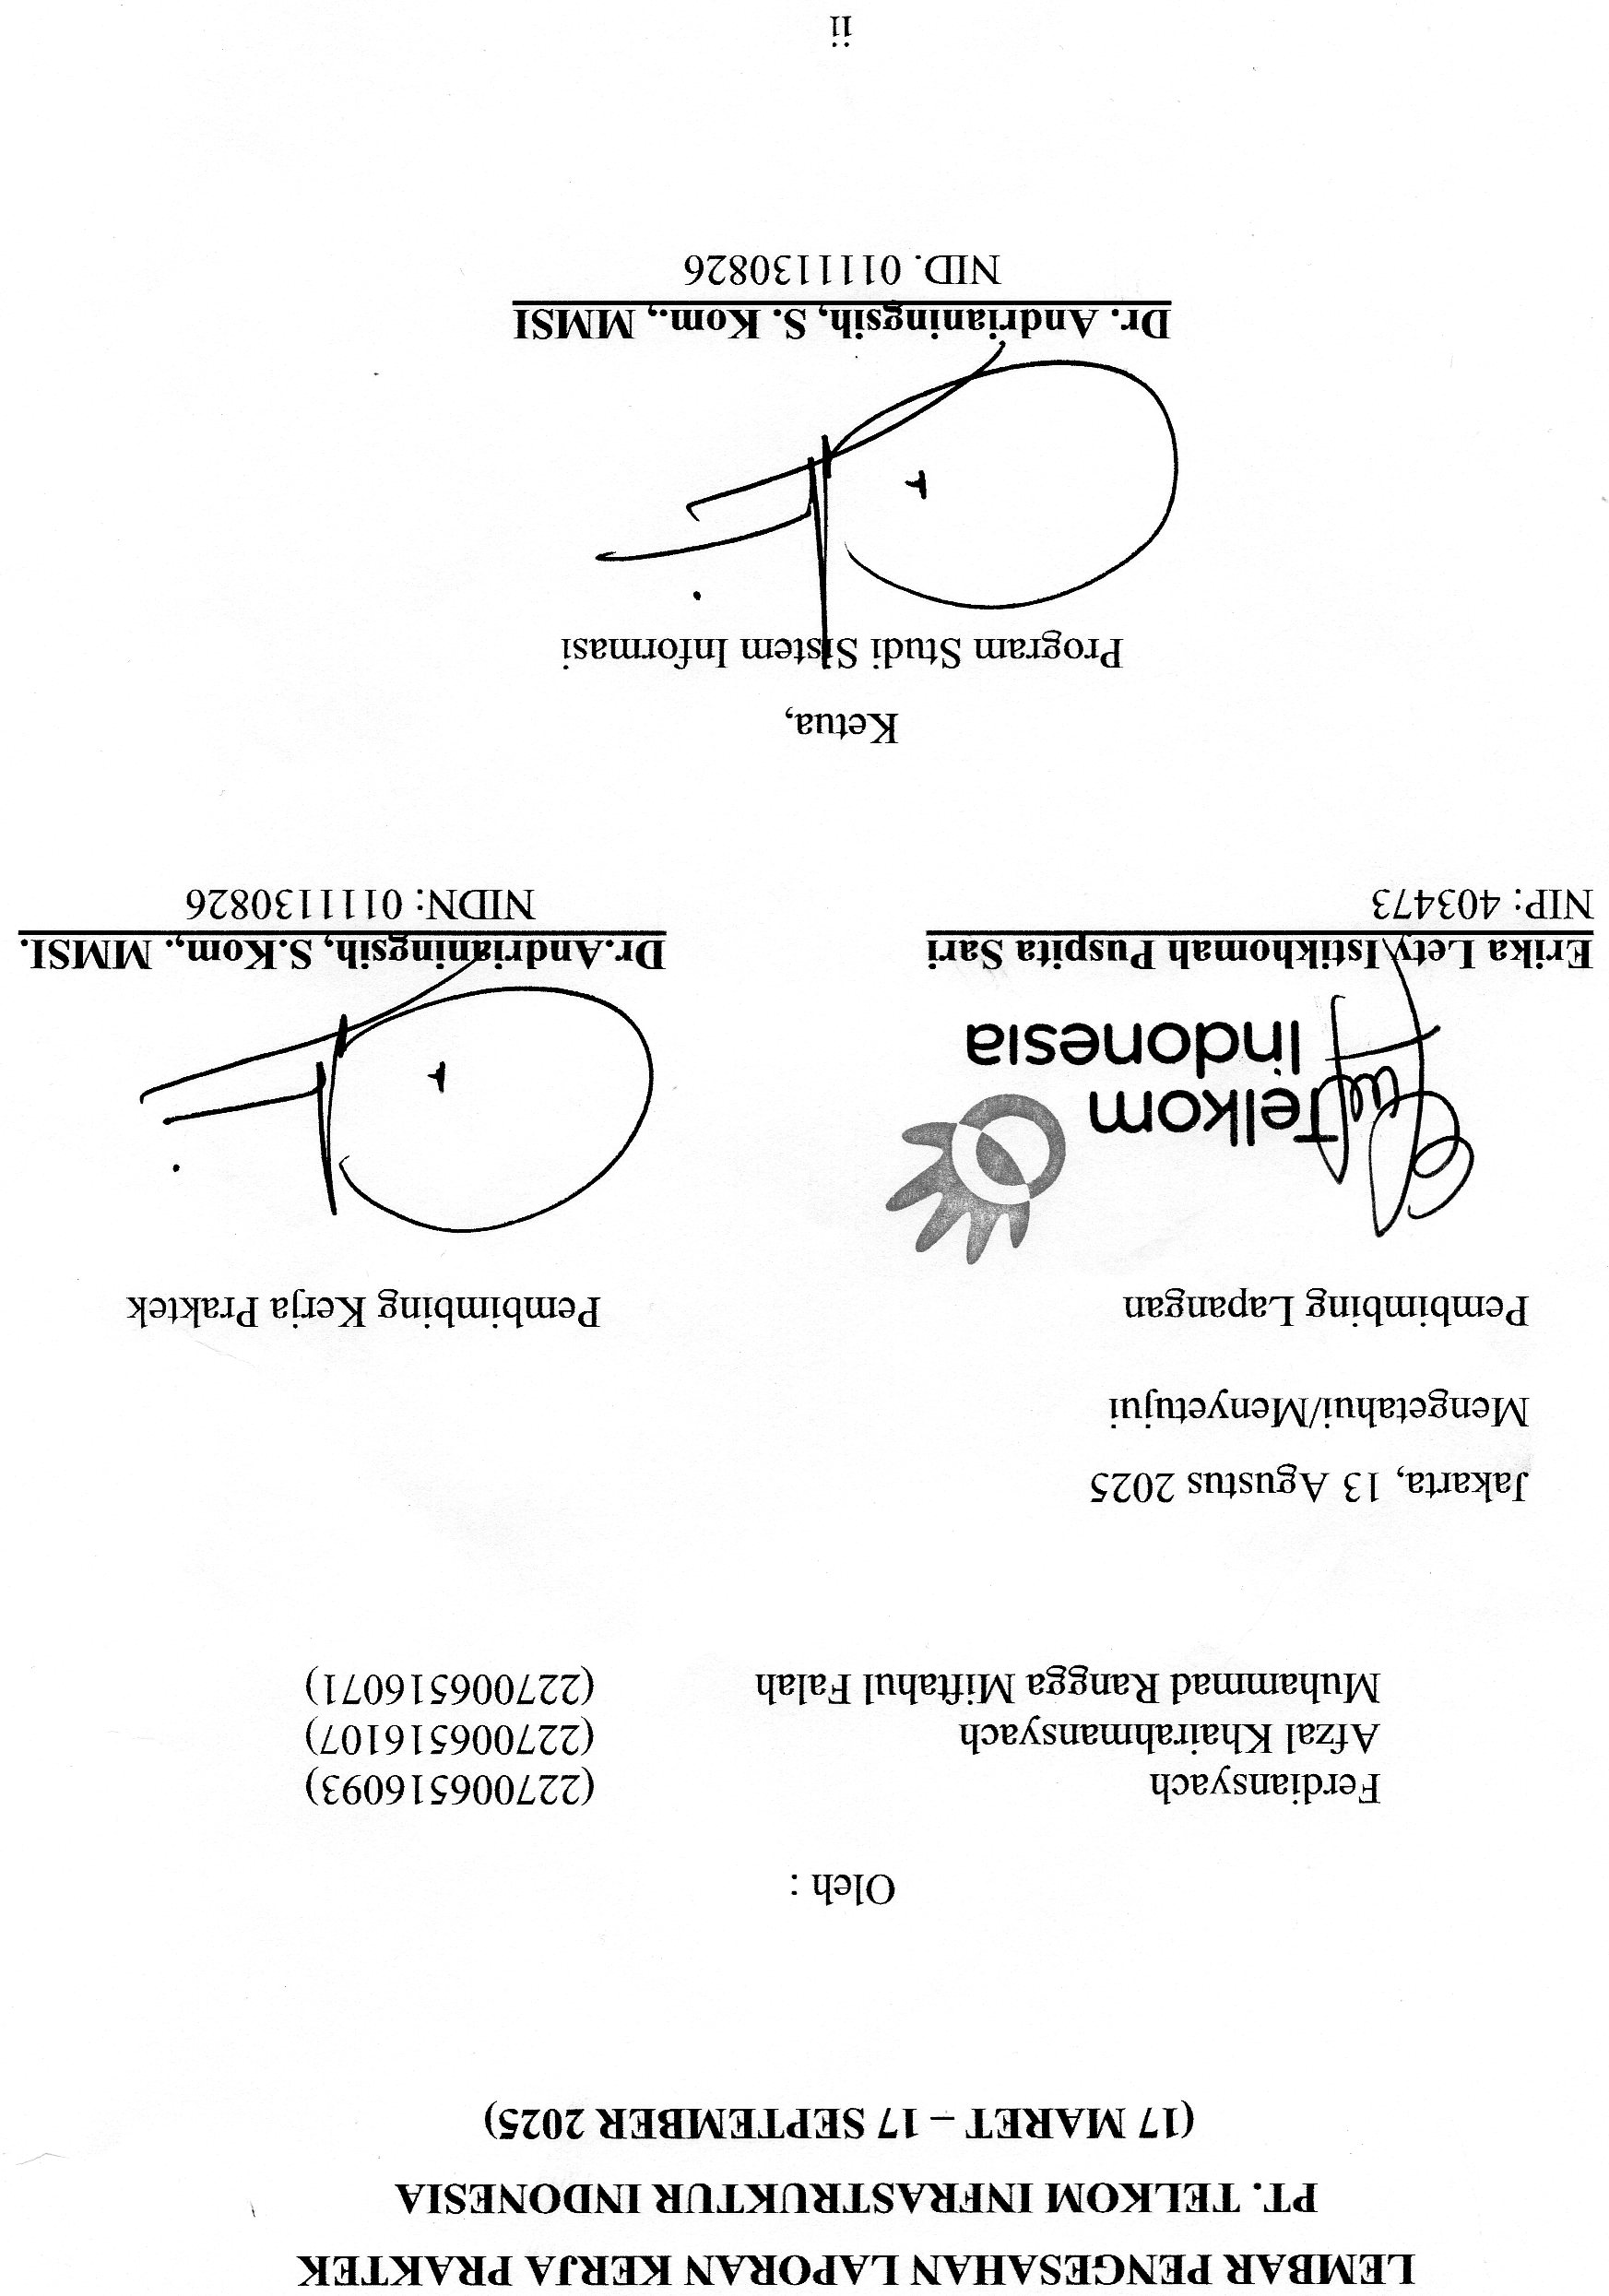 LEMBAR PENGESAHAN LAPORAN KERJA PRAKTEK
PT. TELKOM INFRASTRUKTUR INDONESIA
(17 MARET – 17 SEPTEMBER 2025)
Oleh :
Ferdiansyach (227006516093)
Afzal Khairahmansyach (227006516107)
Muhammad Rangga Miftahul Falah (227006516071)
Jakarta, 13 Agustus 2025
Mengetahui/Menyetujui
Pembimbing Lapangan Pembimbing Kerja Praktek
Telkom
Indonesia
Erika Lety Istikhomah Puspita Sari Dr.Andrianingsih, S.Kom., MMSI.
NIP: 403473 NIDN: 0111130826
Ketua,
Program Studi Sistem Informasi
Dr. Andrianingsih, S. Kom., MMSI
NID. 0111130826
ii